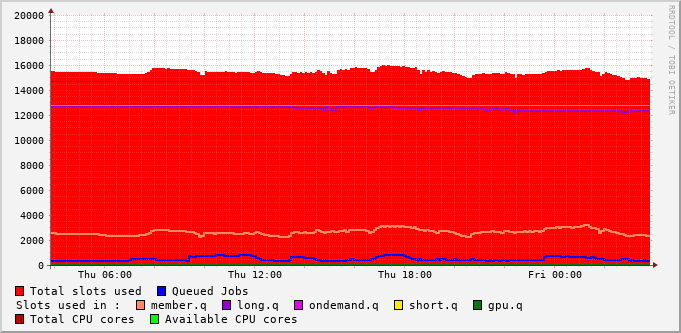 20000
18000
16000
14000
12000
10000
8000
6000
4000
2000
0
Thu 06:00 Thu 12:00 Thu 18:00 Fri 00:00
RRDTOOL / TOBI OETIKER
Total slots used Queued Jobs
Slots used in : member.q long.q ondemand.q short.q gpu.q
Total CPU cores Available CPU cores